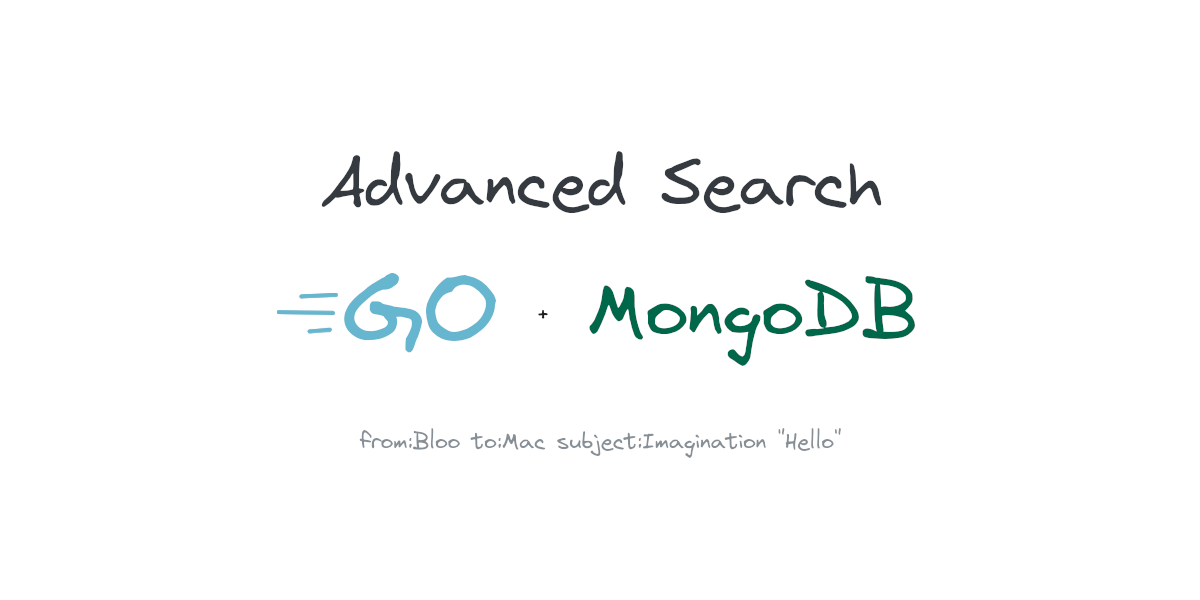 Advanced Search
GO + MongoDB
from:Bloo to:Mac subject:Imagination "Hello"